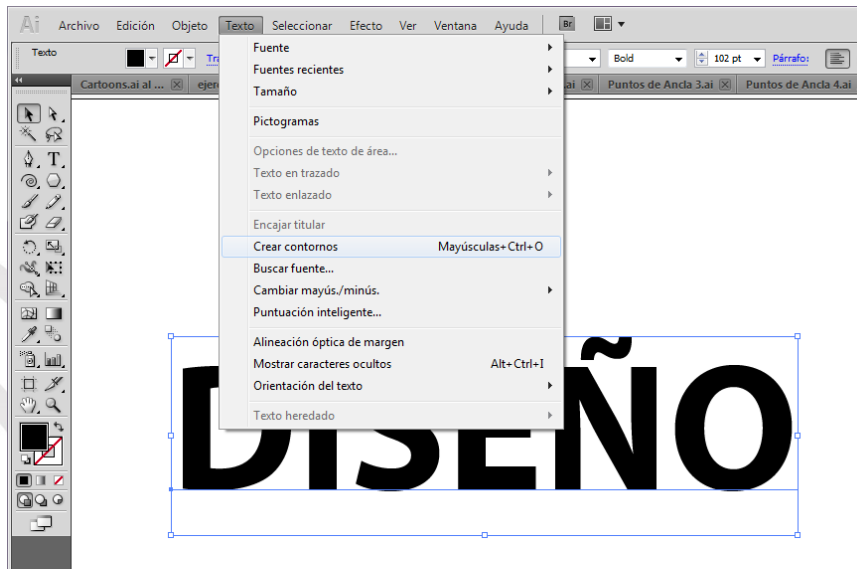 Ai Archivo Edición Objeto Texto Seleccionar Efecto Ver Ventana Ayuda Br
Texto Bold 102 pt Párrafo:
Cartoons.ai al ... .ai Puntos de Ancla 3.ai Puntos de Ancla 4.ai
Fuente
Fuentes recientes
Tamaño
Pictogramas
Opciones de texto de área...
Texto en trazado
Texto enlazado
Encajar titular
Crear contornos Mayúsculas+Ctrl+O
Buscar fuente...
Cambiar mayús./minús.
Puntuación inteligente...
Alineación óptica de margen
Mostrar caracteres ocultos Alt+Ctrl+I
Orientación del texto
Texto heredado
DISEÑO